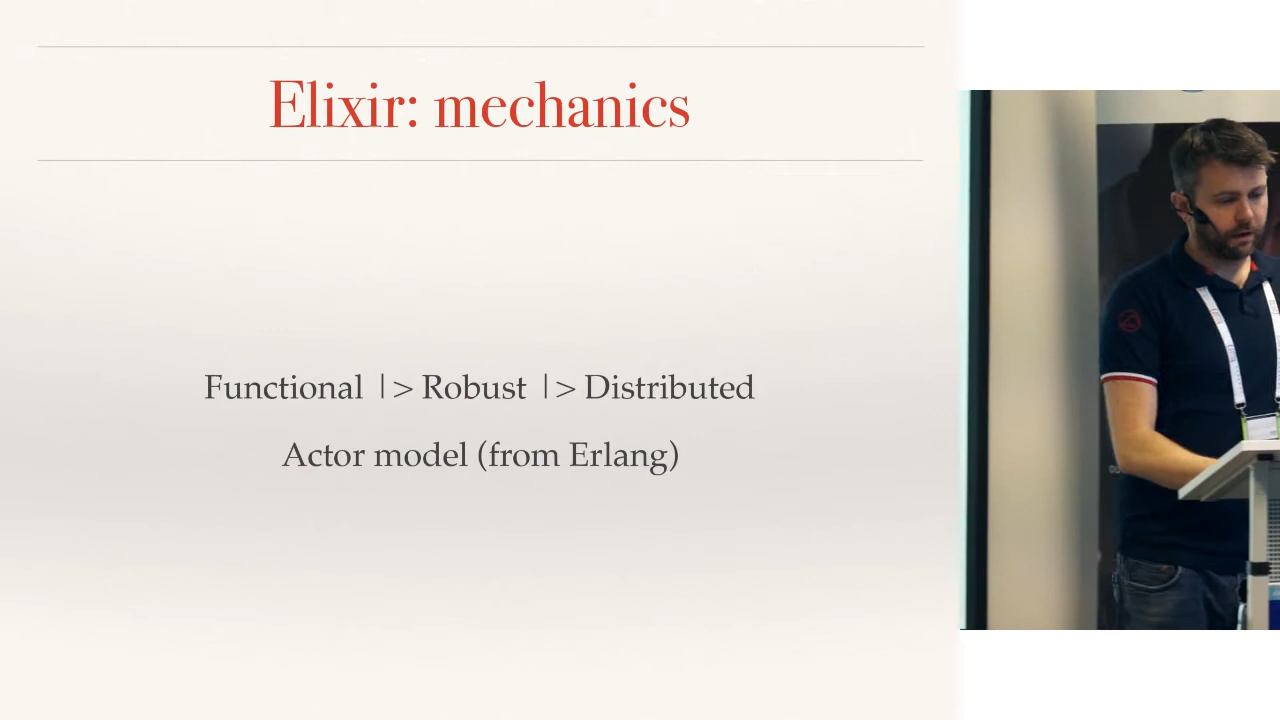 Elixir: mechanics
Functional |> Robust |> Distributed
Actor model (from Erlang)